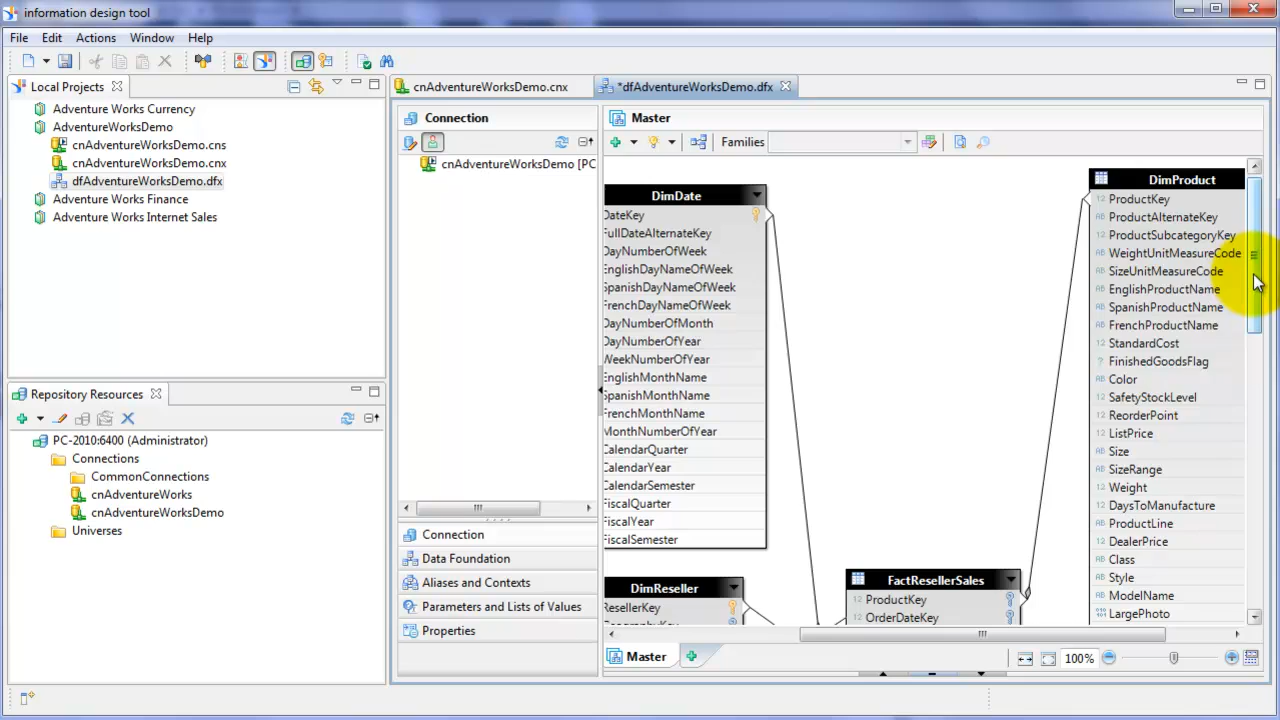 information design tool
File Edit Actions Window Help
Local Projects
Adventure Works Currency
AdventureWorksDemo
cnAdventureWorksDemo.cns
cnAdventureWorksDemo.cnx
dfAdventureWorksDemo.dfx
Adventure Works Finance
Adventure Works Internet Sales
Repository Resources
PC-2010:6400 (Administrator)
Connections
CommonConnections
cnAdventureWorks
cnAdventureWorksDemo
Universes
cnAdventureWorksDemo.cnx
*dfAdventureWorksDemo.dfx
Connection
cnAdventureWorksDemo [PC
Connection
Data Foundation
Aliases and Contexts
Parameters and Lists of Values
Properties
Master
Families
DimDate
DateKey
FullDateAlternateKey
DayNumberOfWeek
EnglishDayNameOfWeek
SpanishDayNameOfWeek
FrenchDayNameOfWeek
DayNumberOfMonth
DayNumberOfYear
WeekNumberOfYear
EnglishMonthName
SpanishMonthName
FrenchMonthName
MonthNumberOfYear
CalendarQuarter
CalendarYear
CalendarSemester
FiscalQuarter
FiscalYear
FiscalSemester
DimReseller
ResellerKey
FactResellerSales
ProductKey
OrderDateKey
DimProduct
ProductKey
ProductAlternateKey
ProductSubcategoryKey
WeightUnitMeasureCode
SizeUnitMeasureCode
EnglishProductName
SpanishProductName
FrenchProductName
StandardCost
FinishedGoodsFlag
Color
SafetyStockLevel
ReorderPoint
ListPrice
Size
SizeRange
Weight
DaysToManufacture
ProductLine
DealerPrice
Class
Style
ModelName
LargePhoto
Master
100%